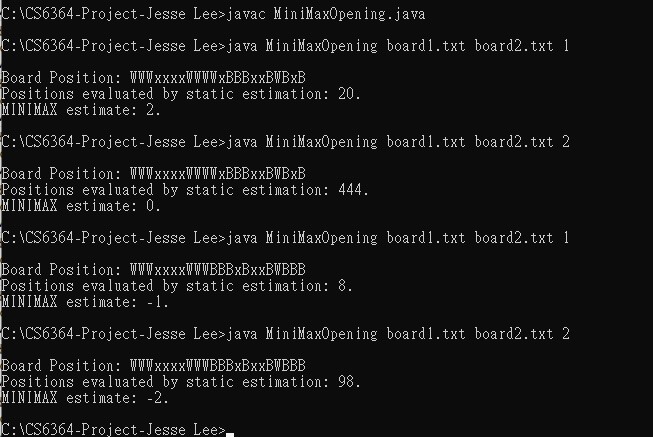 C:\CS6364-Project-Jesse Lee>javac MiniMaxOpening.java
C:\CS6364-Project-Jesse Lee>java MiniMaxOpening board1.txt board2.txt 1
Board Position: WWWxxxxWWWWxBBBxxBWBxB
Positions evaluated by static estimation: 20.
MINIMAX estimate: 2.
C:\CS6364-Project-Jesse Lee>java MiniMaxOpening board1.txt board2.txt 2
Board Position: WWWxxxxWWWWxBBBxxBWBxB
Positions evaluated by static estimation: 444.
MINIMAX estimate: 0.
C:\CS6364-Project-Jesse Lee>java MiniMaxOpening board1.txt board2.txt 1
Board Position: WWWxxxxWWWBBBxBxxBWBBB
Positions evaluated by static estimation: 8.
MINIMAX estimate: -1.
C:\CS6364-Project-Jesse Lee>java MiniMaxOpening board1.txt board2.txt 2
Board Position: WWWxxxxWWWBBBxBxxBWBBB
Positions evaluated by static estimation: 98.
MINIMAX estimate: -2.
C:\CS6364-Project-Jesse Lee>